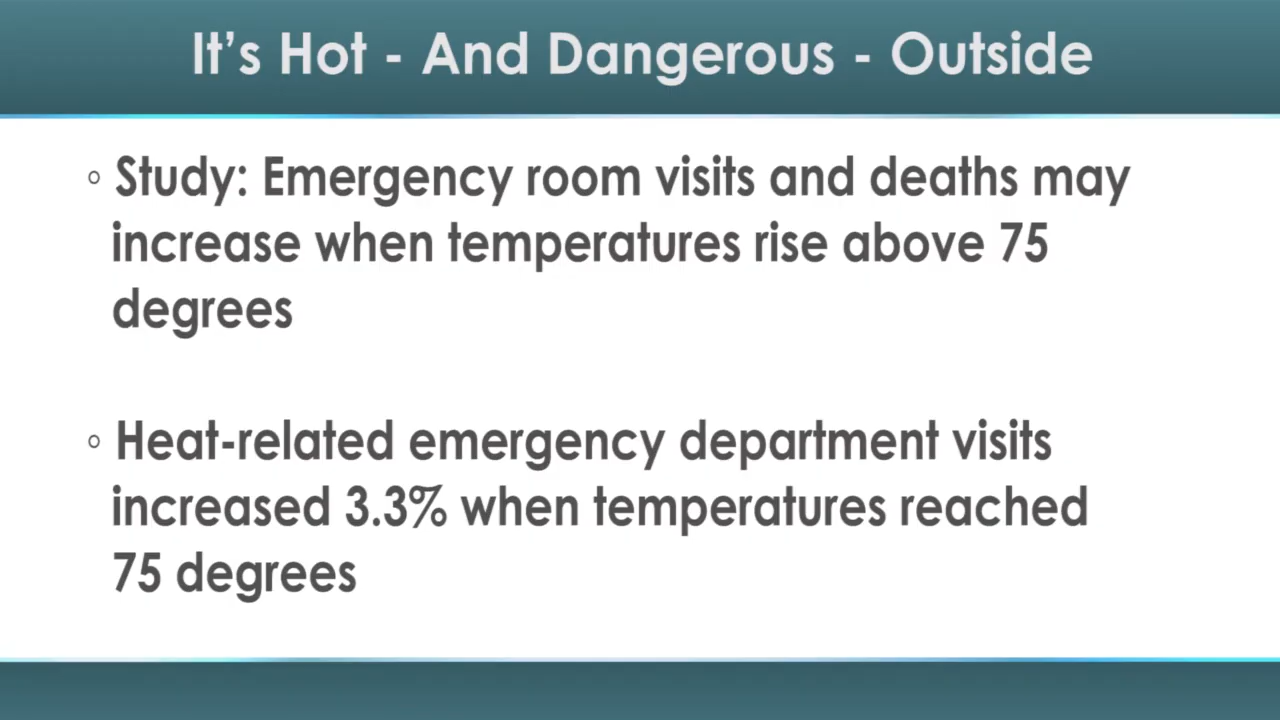 It’s Hot - And Dangerous - Outside
◦ Study: Emergency room visits and deaths may
increase when temperatures rise above 75
degrees
◦ Heat-related emergency department visits
increased 3.3% when temperatures reached
75 degrees